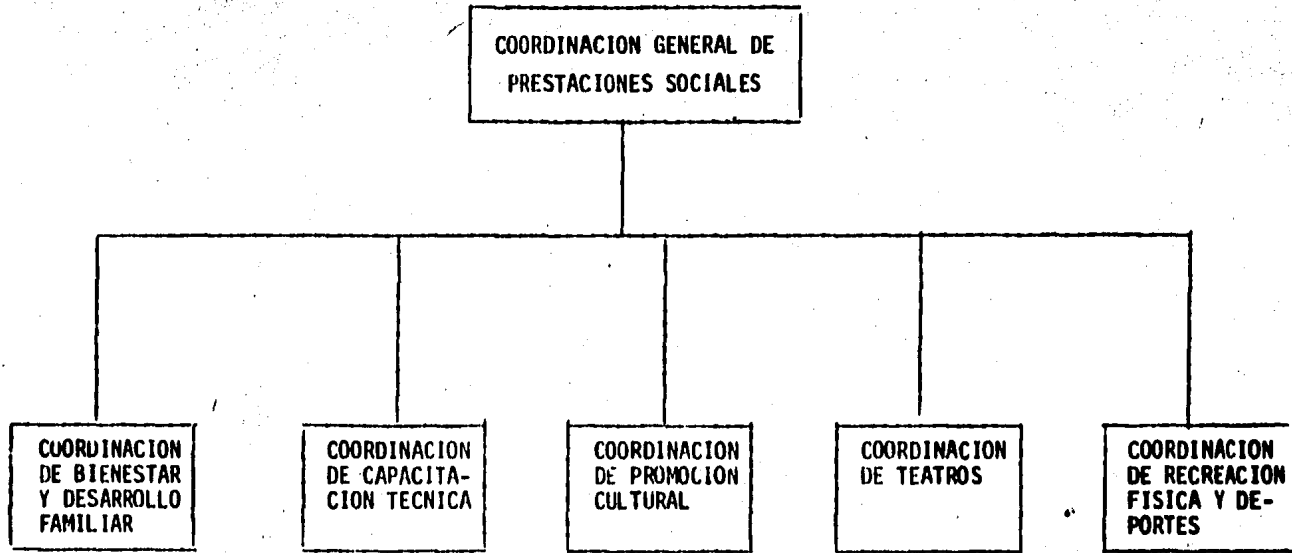 COORDINACION GENERAL DE
PRESTACIONES SOCIALES
COORDINACION
DE BIENESTAR
Y DESARROLLO
FAMILIAR
COORDINACION
DE CAPACITA-
CION TECNICA
COORDINACION
DE PROMOCION
CULTURAL
COORDINACION
DE TEATROS
COORDINACION
DE RECREACION
FISICA Y DE-
PORTES